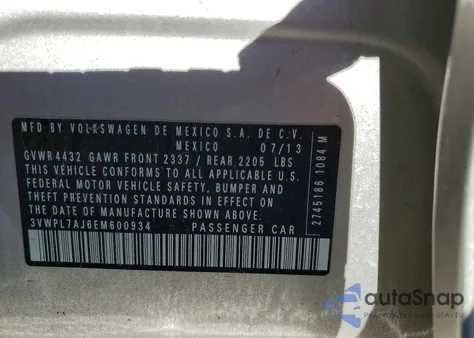 MFD BY VOLKSWAGEN DE MEXICO S.A. DE C.V.
MEXICO 07/13
GVWR 4432 GAWR FRONT 2337 / REAR 2205 LBS
THIS VEHICLE CONFORMS TO ALL APPLICABLE U.S.
FEDERAL MOTOR VEHICLE SAFETY, BUMPER AND
THEFT PREVENTION STANDARDS IN EFFECT ON
THE DATE OF MANUFACTURE SHOWN ABOVE.
3VWPL7AJ6EM600934 PASSENGER CAR
2745186 1084 M
autoSnap